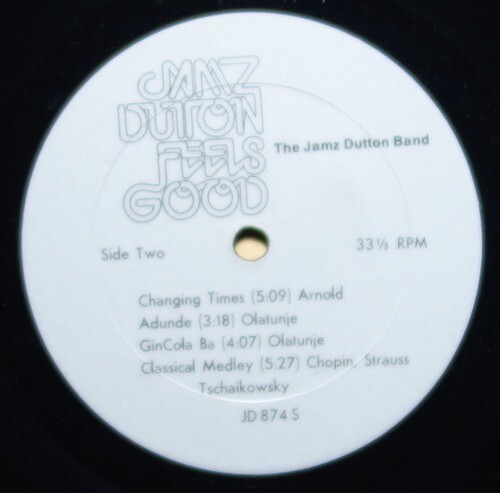 JAMZ
DUTTON
FEELS
GOOD
The Jamz Dutton Band
Side Two
33⅓ RPM
Changing Times (5:09) Arnold
Adunde (3:18) Olatunje
GinCola Ba (4:07) Olatunje
Classical Medley (5:27) Chopin, Strauss
Tschaikowsky
JD 874 S